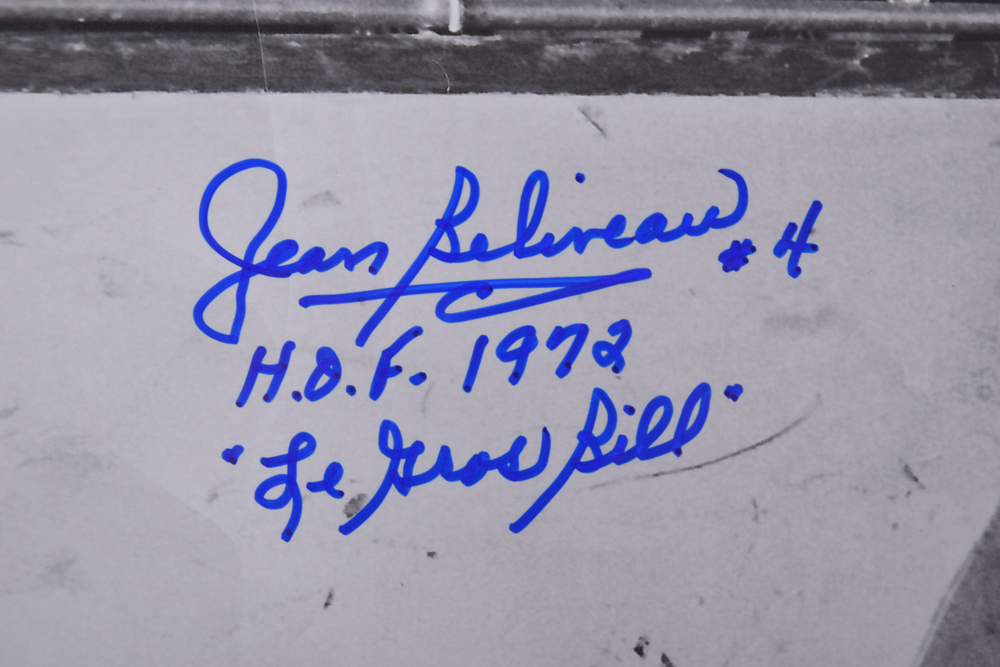 Jean Beliveau #4
H.O.F. 1972
"Le Gros Bill"